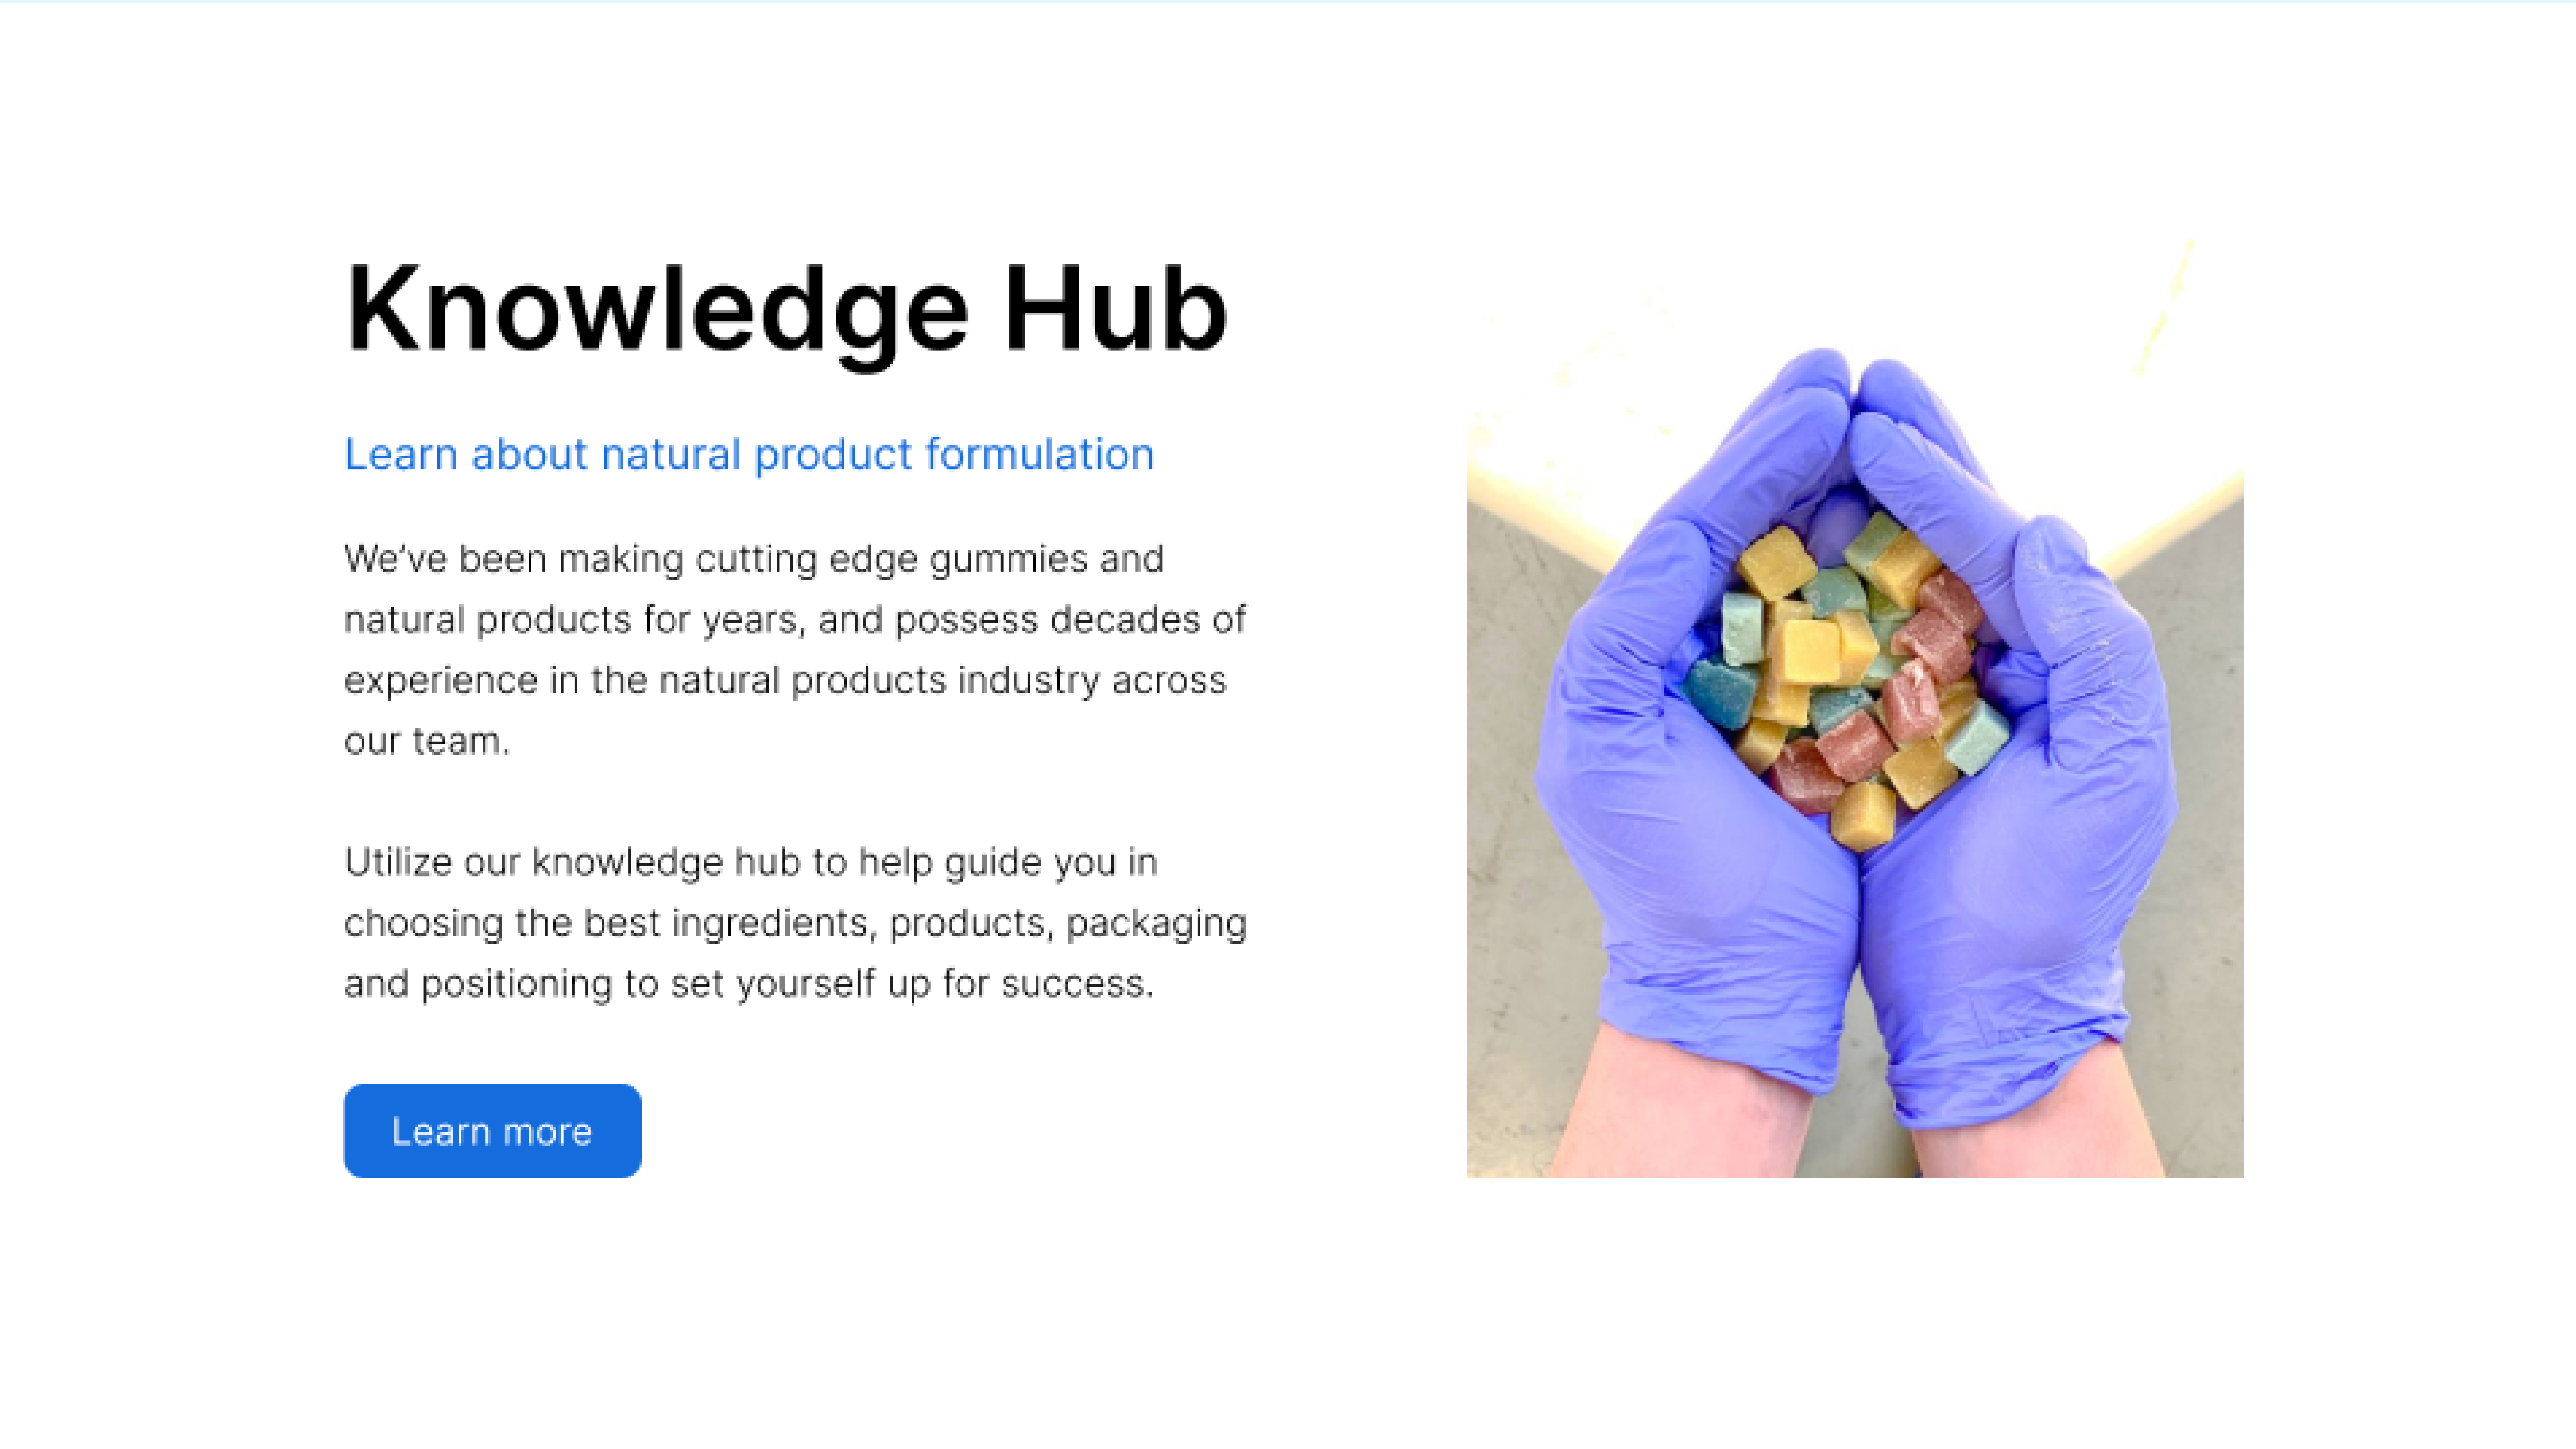 Knowledge Hub
Learn about natural product formulation
We've been making cutting edge gummies and
natural products for years, and possess decades of
experience in the natural products industry across
our team.
Utilize our knowledge hub to help guide you in
choosing the best ingredients, products, packaging
and positioning to set yourself up for success.
Learn more